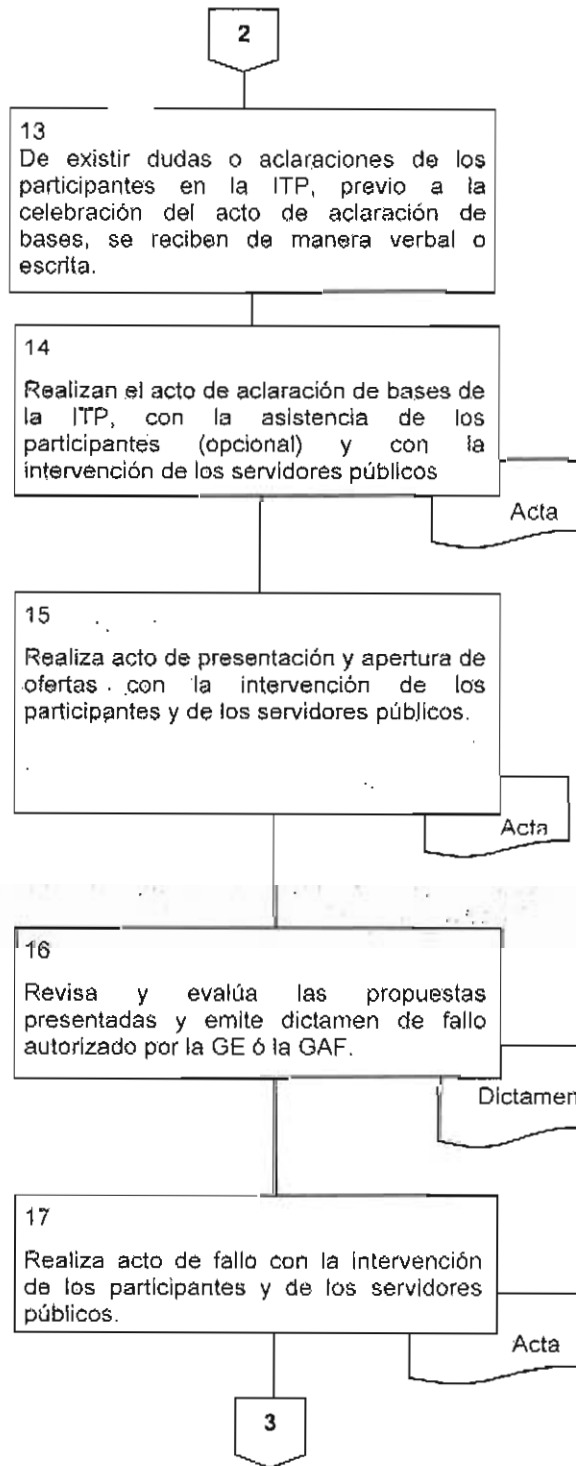 2
13
De existir dudas o aclaraciones de los
participantes en la ITP, previo a la
celebración del acto de aclaración de
bases, se reciben de manera verbal o
escrita.
14
Realizan el acto de aclaración de bases de
la ITP, con la asistencia de los
participantes (opcional) y con la
intervención de los servidores públicos
Acta
15
Realiza acto de presentación y apertura de
ofertas con la intervención de los
participantes y de los servidores públicos.
Acta
16
Revisa y evalúa las propuestas
presentadas y emite dictamen de fallo
autorizado por la GE ó la GAF.
Dictamen
17
Realiza acto de fallo con la intervención
de los participantes y de los servidores
públicos.
Acta
3